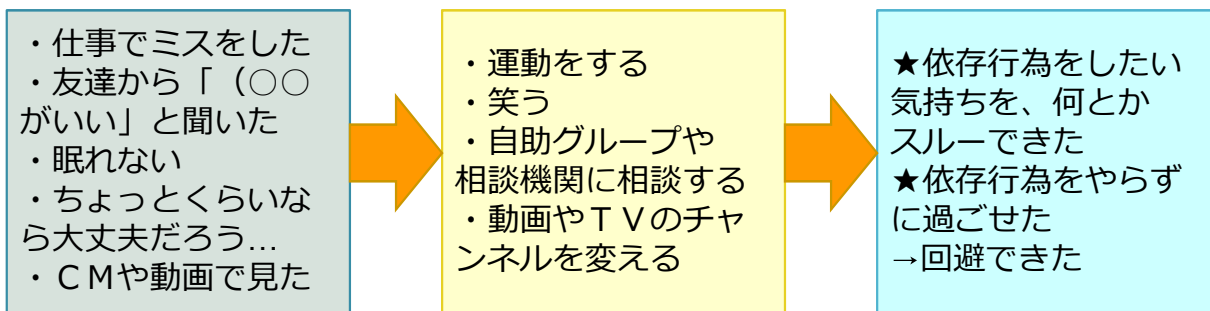 ・仕事でミスをした
・友達から「（○○
がいい」と聞いた
・眠れない
・ちょっとくらいな
ら大丈夫だろう…
・ＣＭや動画で見た
・運動をする
・笑う
・自助グループや
相談機関に相談する
・動画やＴＶのチャ
ンネルを変える
★依存行為をしたい
気持ちを、何とか
スルーできた
★依存行為をやらず
に過ごせた
→回避できた